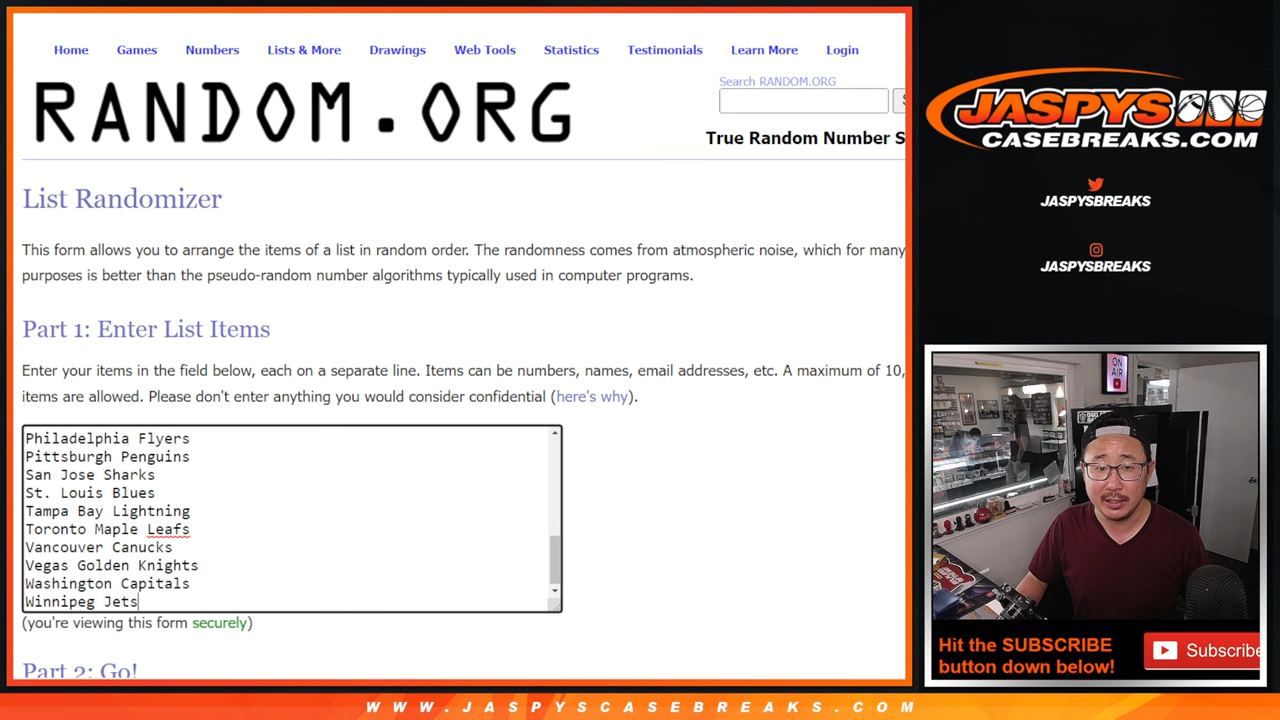 Home Games Numbers Lists & More Drawings Web Tools Statistics Testimonials Learn More Login
RANDOM.ORG
Search RANDOM.ORG
True Random Number S
List Randomizer
This form allows you to arrange the items of a list in random order. The randomness comes from atmospheric noise, which for many
purposes is better than the pseudo-random number algorithms typically used in computer programs.
Part 1: Enter List Items
Enter your items in the field below, each on a separate line. Items can be numbers, names, email addresses, etc. A maximum of 10,
items are allowed. Please don't enter anything you would consider confidential (here's why).
Philadelphia Flyers
Pittsburgh Penguins
San Jose Sharks
St. Louis Blues
Tampa Bay Lightning
Toronto Maple Leafs
Vancouver Canucks
Vegas Golden Knights
Washington Capitals
Winnipeg Jets
(you're viewing this form securely)
Part 2: Go!
JASPYS
CASEBREAKS.COM
JASPYSBREAKS
JASPYSBREAKS
ON
AIR
Hit the SUBSCRIBE
button down below!
Subscribe
WWW.JASPYSCASEBREAKS.COM